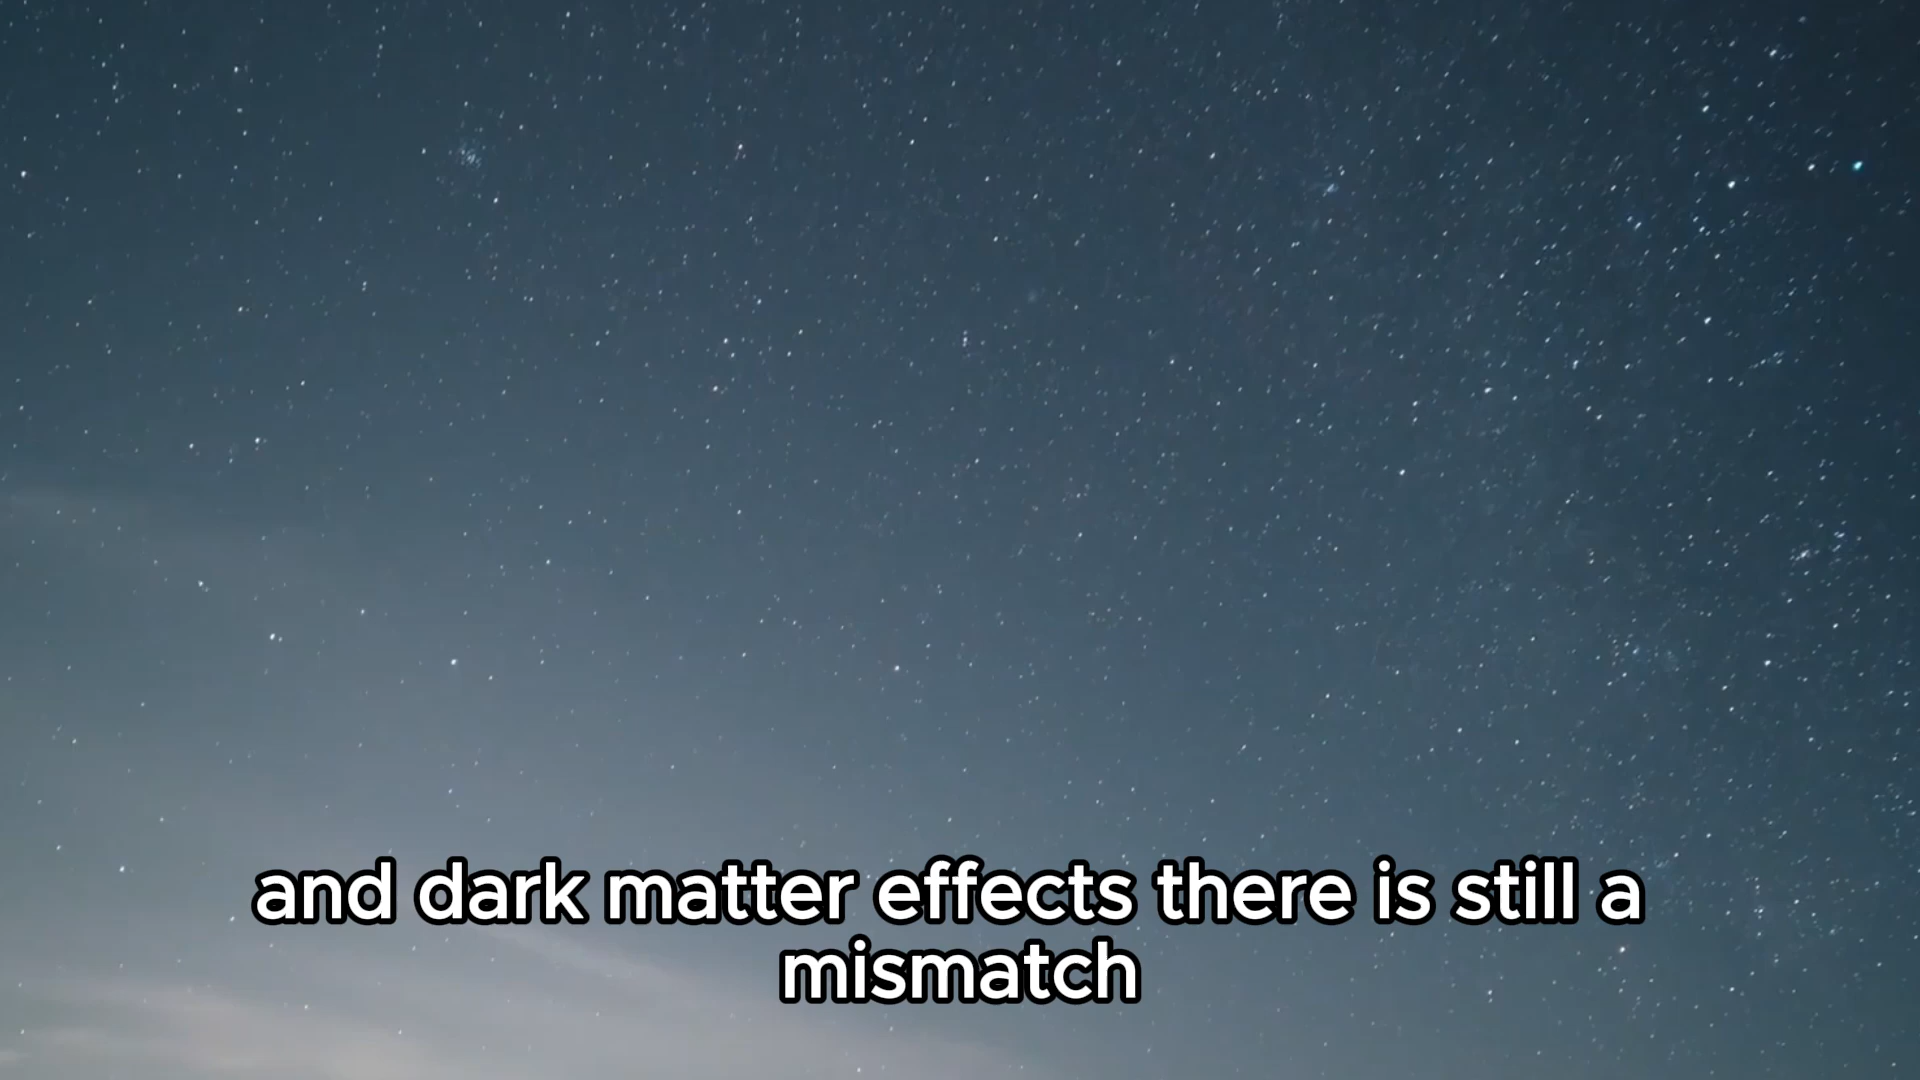 and dark matter effects there is still a
mismatch